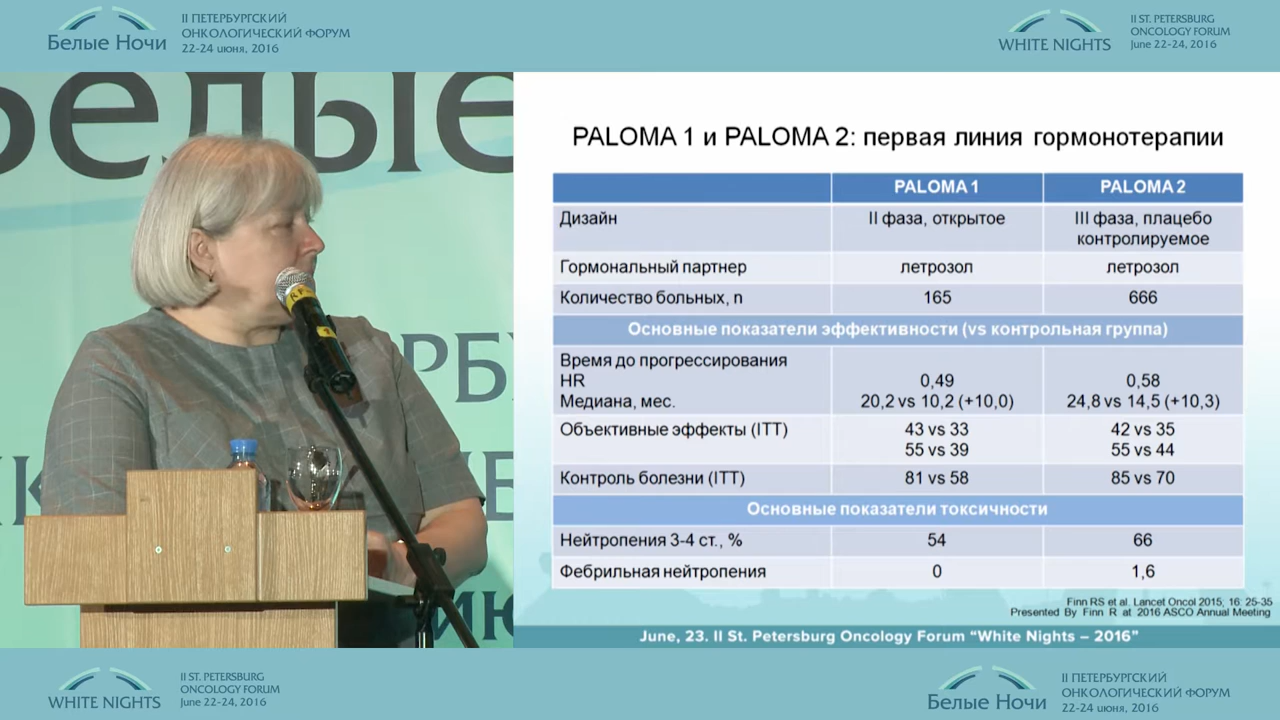 II ПЕТЕРБУРГСКИЙ
ОНКОЛОГИЧЕСКИЙ ФОРУМ
Белые Ночи
22-24 июня, 2016
II ST. PETERSBURG
ONCOLOGY FORUM
WHITE NIGHTS
June 22-24, 2016
Белые
PALOMA 1 и PALOMA 2: первая линия гормонотерапии
PALOMA 1 PALOMA 2
Дизайн II фаза, открытое III фаза, плацебо
контролируемое
Гормональный партнер летрозол летрозол
Количество больных, n 165 666
Основные показатели эффективности (vs контрольная группа)
Время до прогрессирования
HR 0,49 0,58
Медиана, мес. 20,2 vs 10,2 (+10,0) 24,8 vs 14,5 (+10,3)
Объективные эффекты (ITT) 43 vs 33 42 vs 35
55 vs 39 55 vs 44
Контроль болезни (ITT) 81 vs 58 85 vs 70
Основные показатели токсичности
Нейтропения 3-4 ст., % 54 66
Фебрильная нейтропения 0 1,6
Finn RS et al. Lancet Oncol 2015; 16: 25-35
Presented By Finn R at 2016 ASCO Annual Meeting
June, 23. II St. Petersburg Oncology Forum “White Nights – 2016”
II ST. PETERSBURG
ONCOLOGY FORUM
WHITE NIGHTS
June 22-24, 2016
II ПЕТЕРБУРГСКИЙ
ОНКОЛОГИЧЕСКИЙ ФОРУМ
Белые Ночи
22-24 июня, 2016